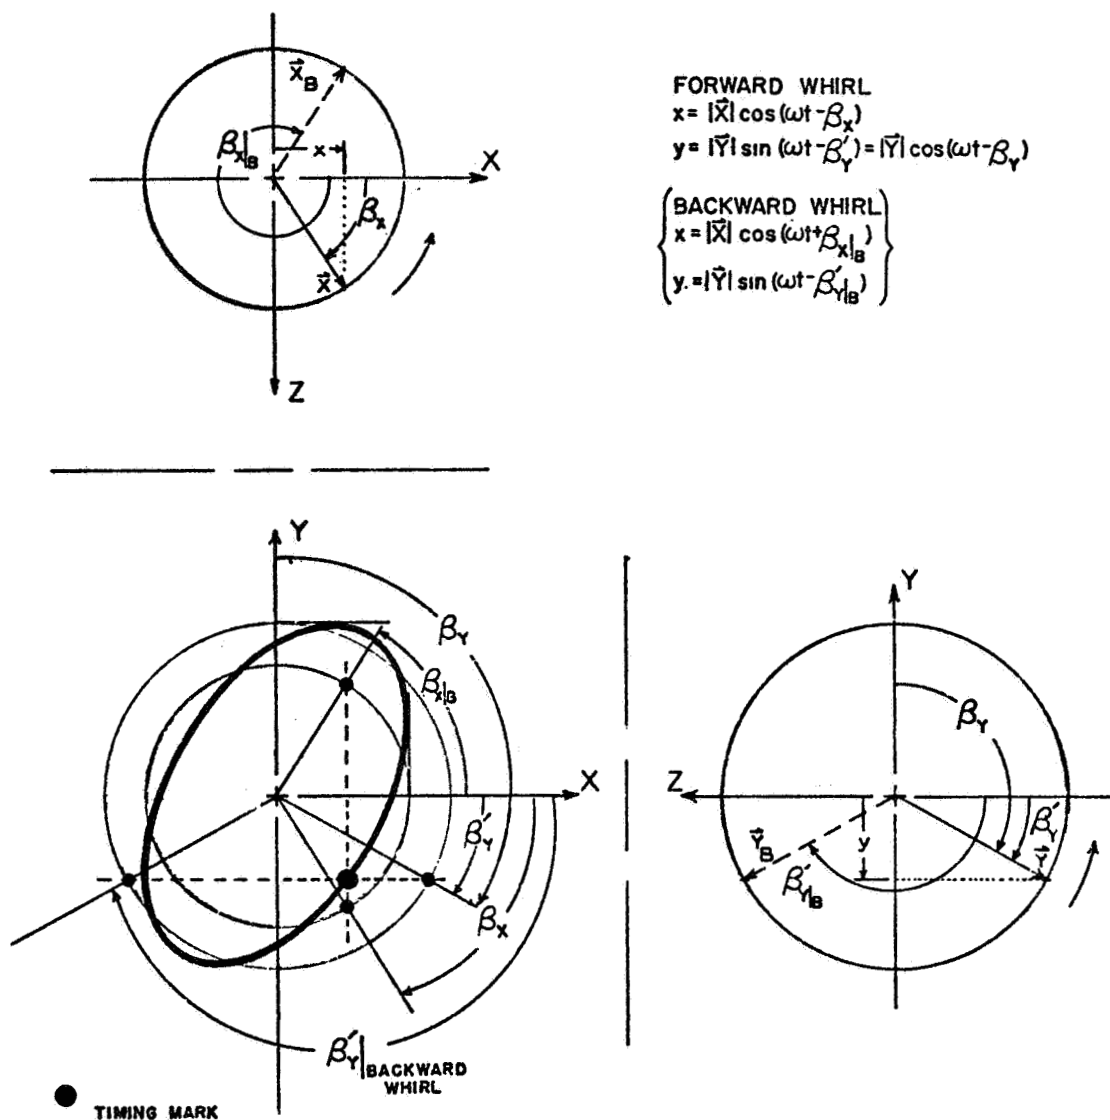 X⃗_B
β_X|_B
x
X
β_X
X⃗
Z
FORWARD WHIRL
x = |X⃗| cos (ωt - β_X)
y = |Y⃗| sin (ωt - β′_Y) = |Y⃗| cos (ωt - β_Y)
BACKWARD WHIRL
x = |X⃗| cos (ωt + β_X|_B)
y. = |Y⃗| sin (ωt - β′_Y|_B)
Y
β_Y
β_X|_B
X
β′_Y
β_X
β′_Y|BACKWARD
WHIRL
TIMING MARK
Y
β_Y
Z
β′_Y
Y⃗_B
y
Y⃗
β′_Y|_B